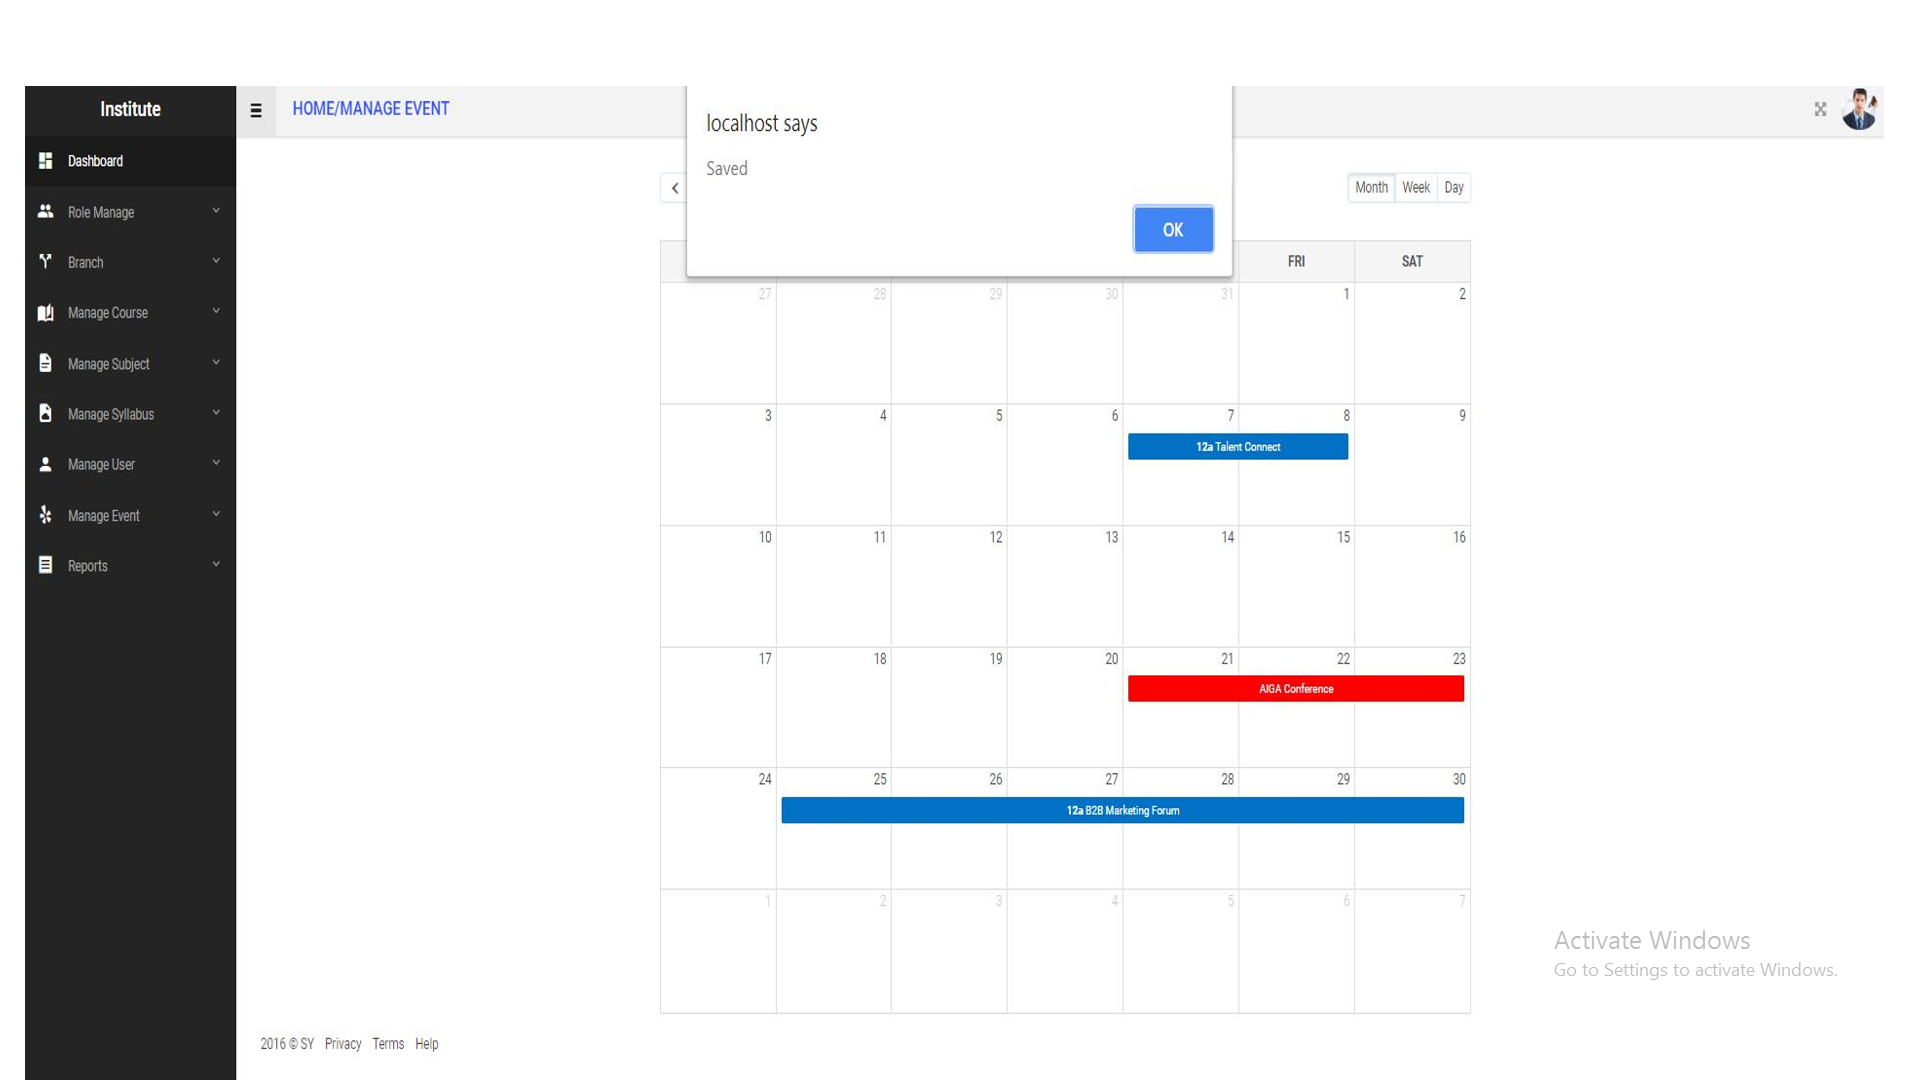 Institute
HOME/MANAGE EVENT
localhost says
Saved
OK
Dashboard
Role Manage
Branch
Manage Course
Manage Subject
Manage Syllabus
Manage User
Manage Event
Reports
Month Week Day
FRI SAT
27 28 29 30 31 1 2
3 4 5 6 7 8 9
12a Talent Connect
10 11 12 13 14 15 16
17 18 19 20 21 22 23
AIGA Conference
24 25 26 27 28 29 30
12a B2B Marketing Forum
1 2 3 4 5 6 7
Activate Windows
Go to Settings to activate Windows.
2016 © SY Privacy Terms Help